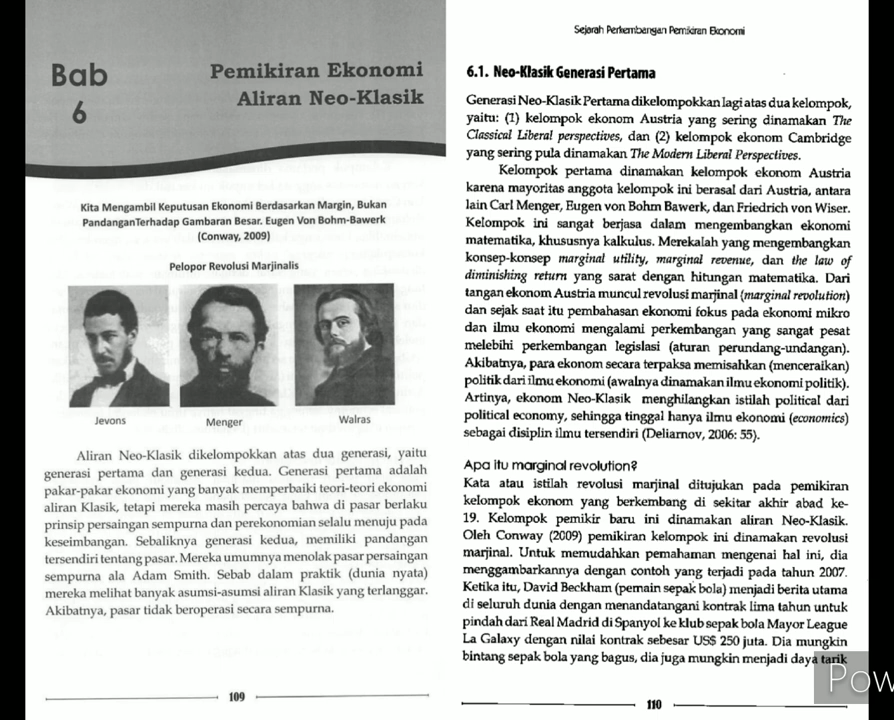 Bab
6
Pemikiran Ekonomi
Aliran Neo-Klasik
Kita Mengambil Keputusan Ekonomi Berdasarkan Margin, Bukan
PandanganTerhadap Gambaran Besar. Eugen Von Bohm-Bawerk
(Conway, 2009)
Pelopor Revolusi Marjinalis
Jevons
Menger
Walras
Aliran Neo-Klasik dikelompokkan atas dua generasi, yaitu
generasi pertama dan generasi kedua. Generasi pertama adalah
pakar-pakar ekonomi yang banyak memperbaiki teori-teori ekonomi
aliran Klasik, tetapi mereka masih percaya bahwa di pasar berlaku
prinsip persaingan sempurna dan perekonomian selalu menuju pada
keseimbangan. Sebaliknya generasi kedua, memiliki pandangan
tersendiri tentang pasar. Mereka umumnya menolak pasar persaingan
sempurna ala Adam Smith. Sebab dalam praktik (dunia nyata)
mereka melihat banyak asumsi-asumsi aliran Klasik yang terlanggar.
Akibatnya, pasar tidak beroperasi secara sempurna.
109
Sejarah Perkembangan Pemikiran Ekonomi
6.1. Neo-Klasik Generasi Pertama
Generasi Neo-Klasik Pertama dikelompokkan lagi atas dua kelompok,
yaitu: (1) kelompok ekonom Austria yang sering dinamakan The
Classical Liberal perspectives, dan (2) kelompok ekonom Cambridge
yang sering pula dinamakan The Modern Liberal Perspectives.
Kelompok pertama dinamakan kelompok ekonom Austria
karena mayoritas anggota kelompok ini berasal dari Austria, antara
lain Carl Menger, Eugen von Bohm Bawerk, dan Friedrich von Wiser.
Kelompok ini sangat berjasa dalam mengembangkan ekonomi
matematika, khususnya kalkulus. Merekalah yang mengembangkan
konsep-konsep marginal utility, marginal revenue, dan the law of
diminishing return yang sarat dengan hitungan matematika. Dari
tangan ekonom Austria muncul revolusi marjinal (marginal revolution)
dan sejak saat itu pembahasan ekonomi fokus pada ekonomi mikro
dan ilmu ekonomi mengalami perkembangan yang sangat pesat
melebihi perkembangan legislasi (aturan perundang-undangan).
Akibatnya, para ekonom secara terpaksa memisahkan (menceraikan)
politik dari ilmu ekonomi (awalnya dinamakan ilmu ekonomi politik).
Artinya, ekonom Neo-Klasik menghilangkan istilah political dari
political economy, sehingga tinggal hanya ilmu ekonomi (economics)
sebagai disiplin ilmu tersendiri (Deliarnov, 2006: 55).
Apa itu marginal revolution?
Kata atau istilah revolusi marjinal ditujukan pada pemikiran
kelompok ekonom yang berkembang di sekitar akhir abad ke-
19. Kelompok pemikir baru ini dinamakan aliran Neo-Klasik.
Oleh Conway (2009) pemikiran kelompok ini dinamakan revolusi
marjinal. Untuk memudahkan pemahaman mengenai hal ini, dia
menggambarkannya dengan contoh yang terjadi pada tahun 2007.
Ketika itu, David Beckham (pemain sepak bola) menjadi berita utama
di seluruh dunia dengan menandatangani kontrak lima tahun untuk
pindah dari Real Madrid di Spanyol ke klub sepak bola Mayor League
La Galaxy dengan nilai kontrak sebesar US$ 250 juta. Dia mungkin
bintang sepak bola yang bagus, dia juga mungkin menjadi daya tarik
110
Pow